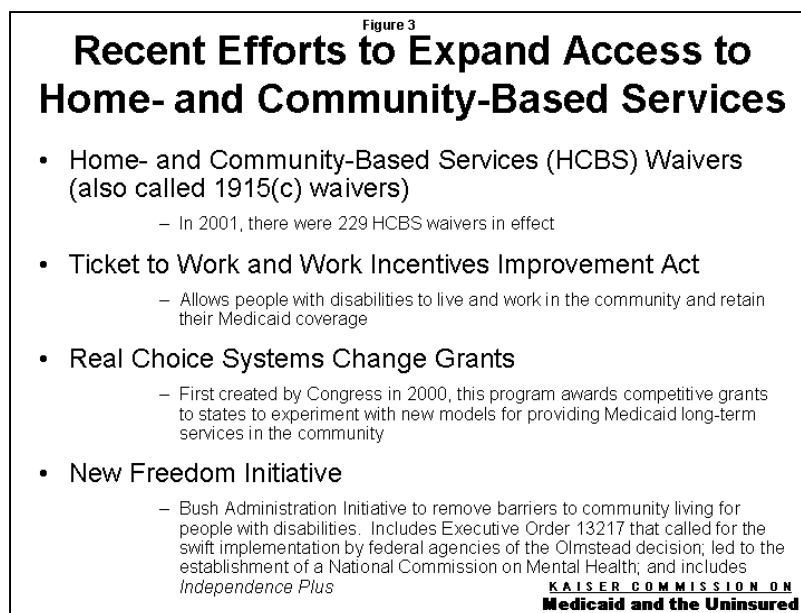 Figure 3
Recent Efforts to Expand Access to
Home- and Community-Based Services
• Home- and Community-Based Services (HCBS) Waivers
(also called 1915(c) waivers)
– In 2001, there were 229 HCBS waivers in effect
• Ticket to Work and Work Incentives Improvement Act
– Allows people with disabilities to live and work in the community and retain
their Medicaid coverage
• Real Choice Systems Change Grants
– First created by Congress in 2000, this program awards competitive grants
to states to experiment with new models for providing Medicaid long-term
services in the community
• New Freedom Initiative
– Bush Administration Initiative to remove barriers to community living for
people with disabilities. Includes Executive Order 13217 that called for the
swift implementation by federal agencies of the Olmstead decision; led to the
establishment of a National Commission on Mental Health; and includes
Independence Plus
KAISER COMMISSION ON
Medicaid and the Uninsured